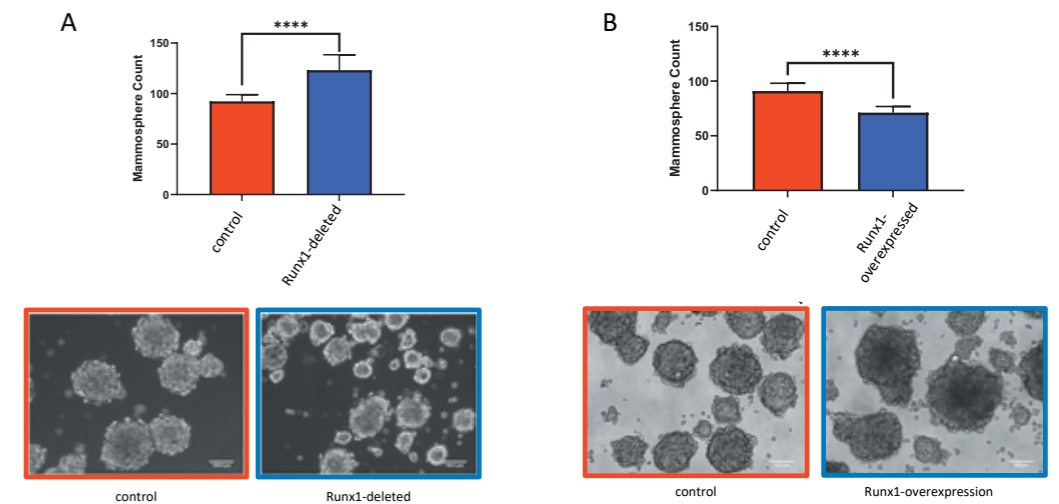 A
****
150
100
50
0
Mammosphere Count
control
Runx1-deleted
control
Runx1-deleted
B
****
150
100
50
0
Mammosphere Count
control
Runx1-
overexpressed
control
Runx1-overexpression